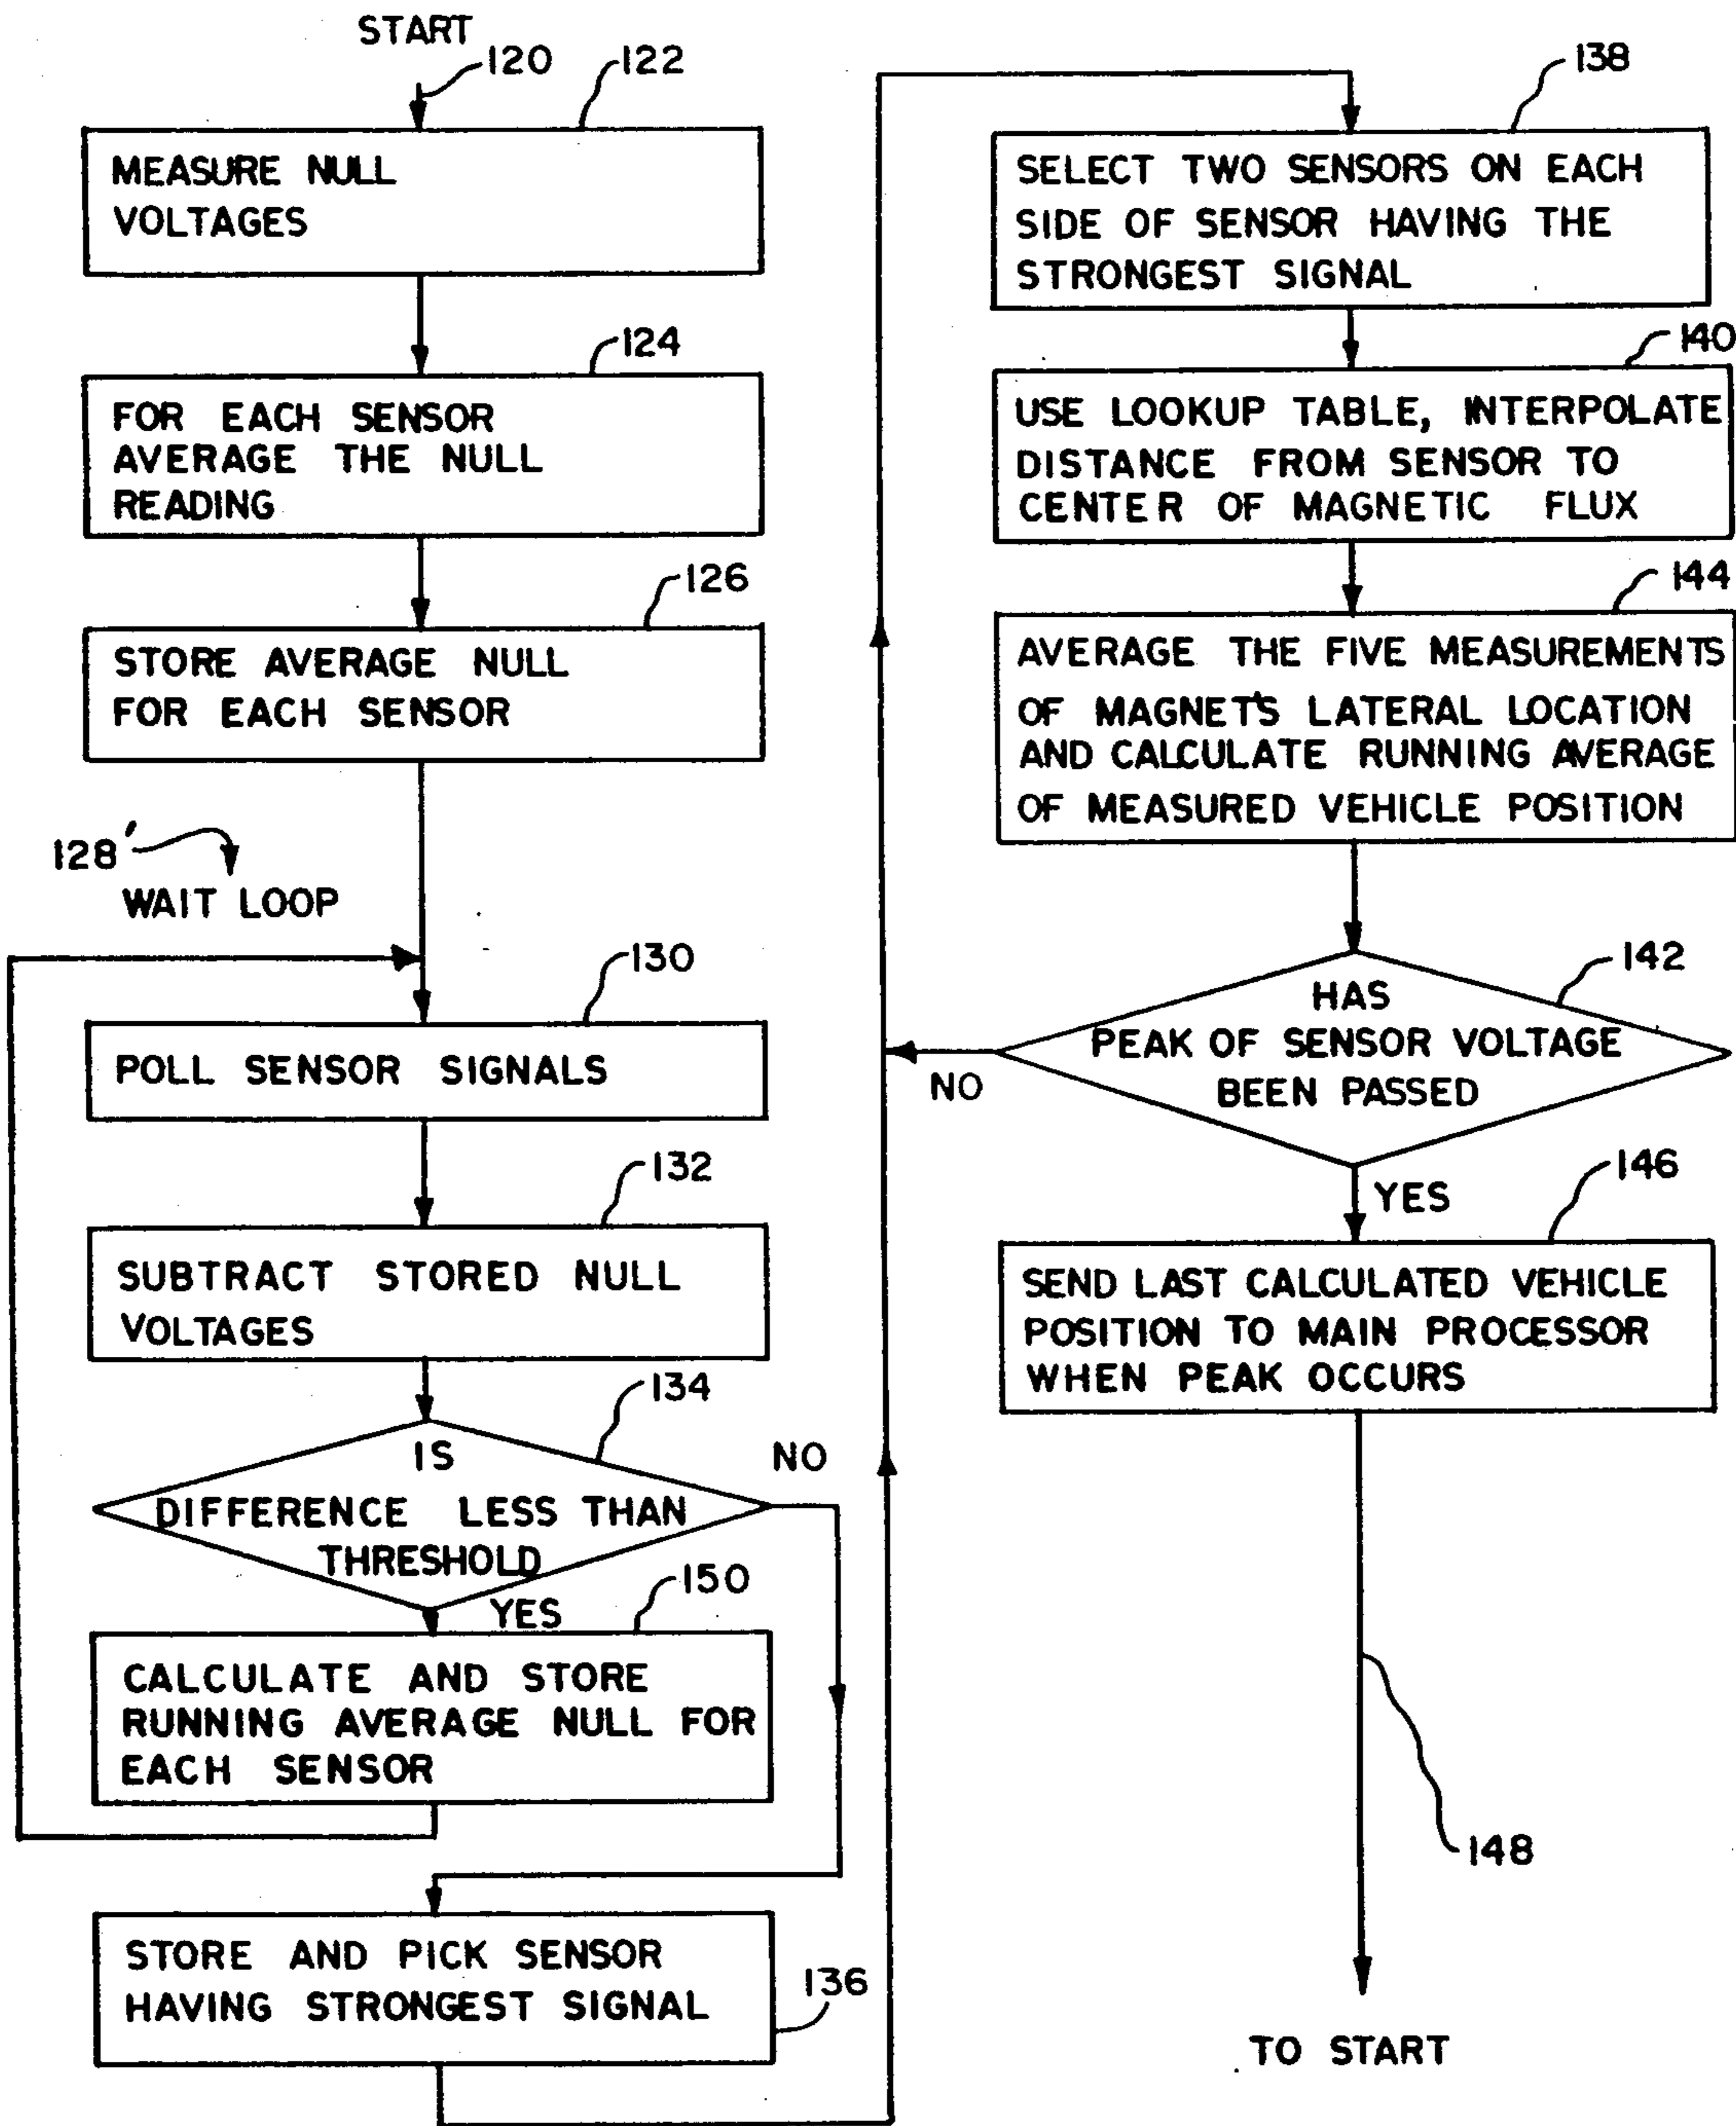 START
120
122
MEASURE NULL
VOLTAGES
124
FOR EACH SENSOR
AVERAGE THE NULL
READING
126
STORE AVERAGE NULL
FOR EACH SENSOR
128'
WAIT LOOP
130
POLL SENSOR SIGNALS
132
SUBTRACT STORED NULL
VOLTAGES
134
IS
DIFFERENCE LESS THAN
THRESHOLD
NO
YES
150
CALCULATE AND STORE
RUNNING AVERAGE NULL FOR
EACH SENSOR
STORE AND PICK SENSOR
HAVING STRONGEST SIGNAL
136
138
SELECT TWO SENSORS ON EACH
SIDE OF SENSOR HAVING THE
STRONGEST SIGNAL
140
USE LOOKUP TABLE, INTERPOLATE
DISTANCE FROM SENSOR TO
CENTER OF MAGNETIC FLUX
144
AVERAGE THE FIVE MEASUREMENTS
OF MAGNET'S LATERAL LOCATION
AND CALCULATE RUNNING AVERAGE
OF MEASURED VEHICLE POSITION
142
HAS
PEAK OF SENSOR VOLTAGE
BEEN PASSED
NO
YES
146
SEND LAST CALCULATED VEHICLE
POSITION TO MAIN PROCESSOR
WHEN PEAK OCCURS
148
TO START